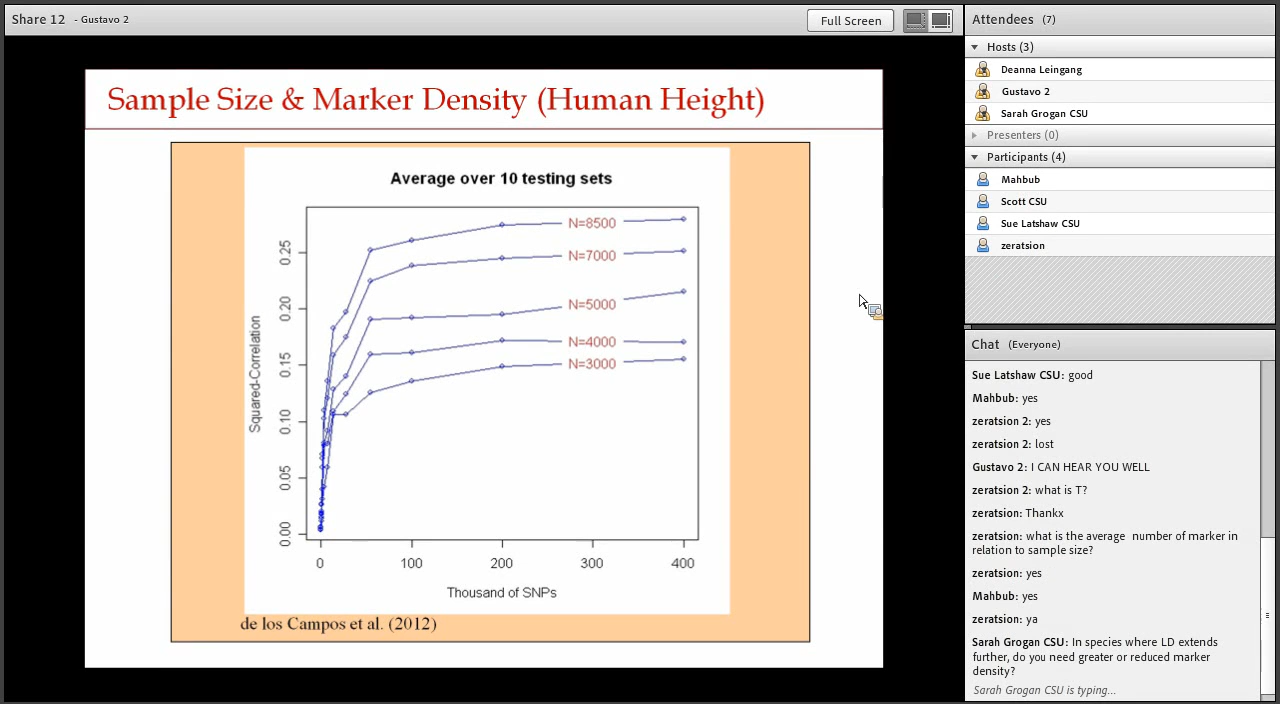 Share 12 - Gustavo 2
Full Screen
Sample Size & Marker Density (Human Height)
Average over 10 testing sets
N=8500
N=7000
N=5000
N=4000
N=3000
Squared-Correlation
0.25
0.20
0.15
0.10
0.05
0.00
0 100 200 300 400
Thousand of SNPs
de los Campos et al. (2012)
Attendees (7)
Hosts (3)
Deanna Leingang
Gustavo 2
Sarah Grogan CSU
Presenters (0)
Participants (4)
Mahbub
Scott CSU
Sue Latshaw CSU
zeratsion
Chat (Everyone)
Sue Latshaw CSU: good
Mahbub: yes
zeratsion 2: yes
zeratsion 2: lost
Gustavo 2: I CAN HEAR YOU WELL
zeratsion 2: what is T?
zeratsion: Thankx
zeratsion: what is the average number of marker in
relation to sample size?
zeratsion: yes
Mahbub: yes
zeratsion: ya
Sarah Grogan CSU: In species where LD extends
further, do you need greater or reduced marker
density?
Sarah Grogan CSU is typing...